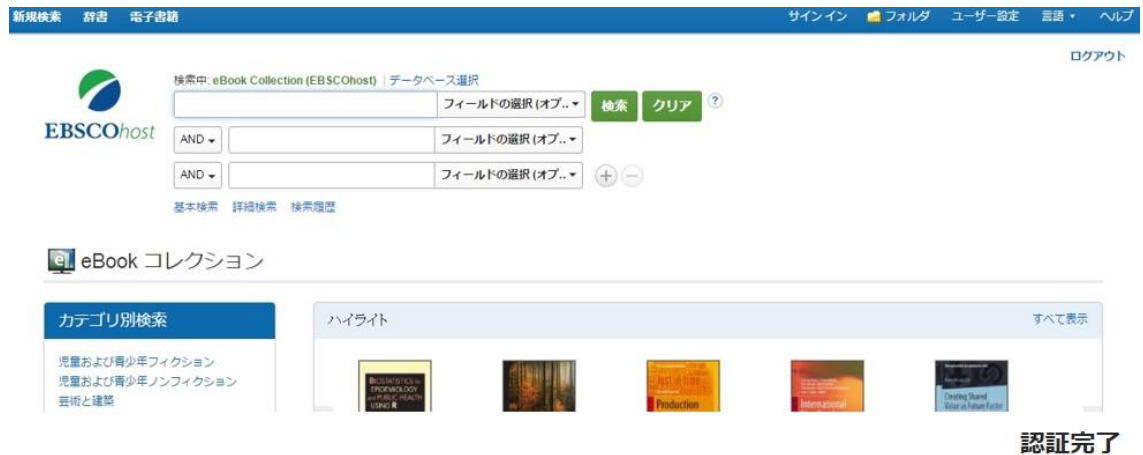 新規検索 辞書 電子書籍 サインイン フォルダ ユーザー設定 言語 ヘルプ
ログアウト
検索中: eBook Collection (EBSCOhost) データベース選択
フィールドの選択 (オプ.. 検索 クリア ?
EBSCOhost
AND フィールドの選択 (オプ..
AND フィールドの選択 (オプ..
基本検索 詳細検索 検索履歴
eBook コレクション
カテゴリ別検索
ハイライト すべて表示
児童および青少年フィクション
児童および青少年ノンフィクション
芸術と建築
BIOSTATISTICS for
EPIDEMIOLOGY
and PUBLIC HEALTH
USING R
Just in time
Production
International
Creating Shared
Value as Future Factor
認証完了